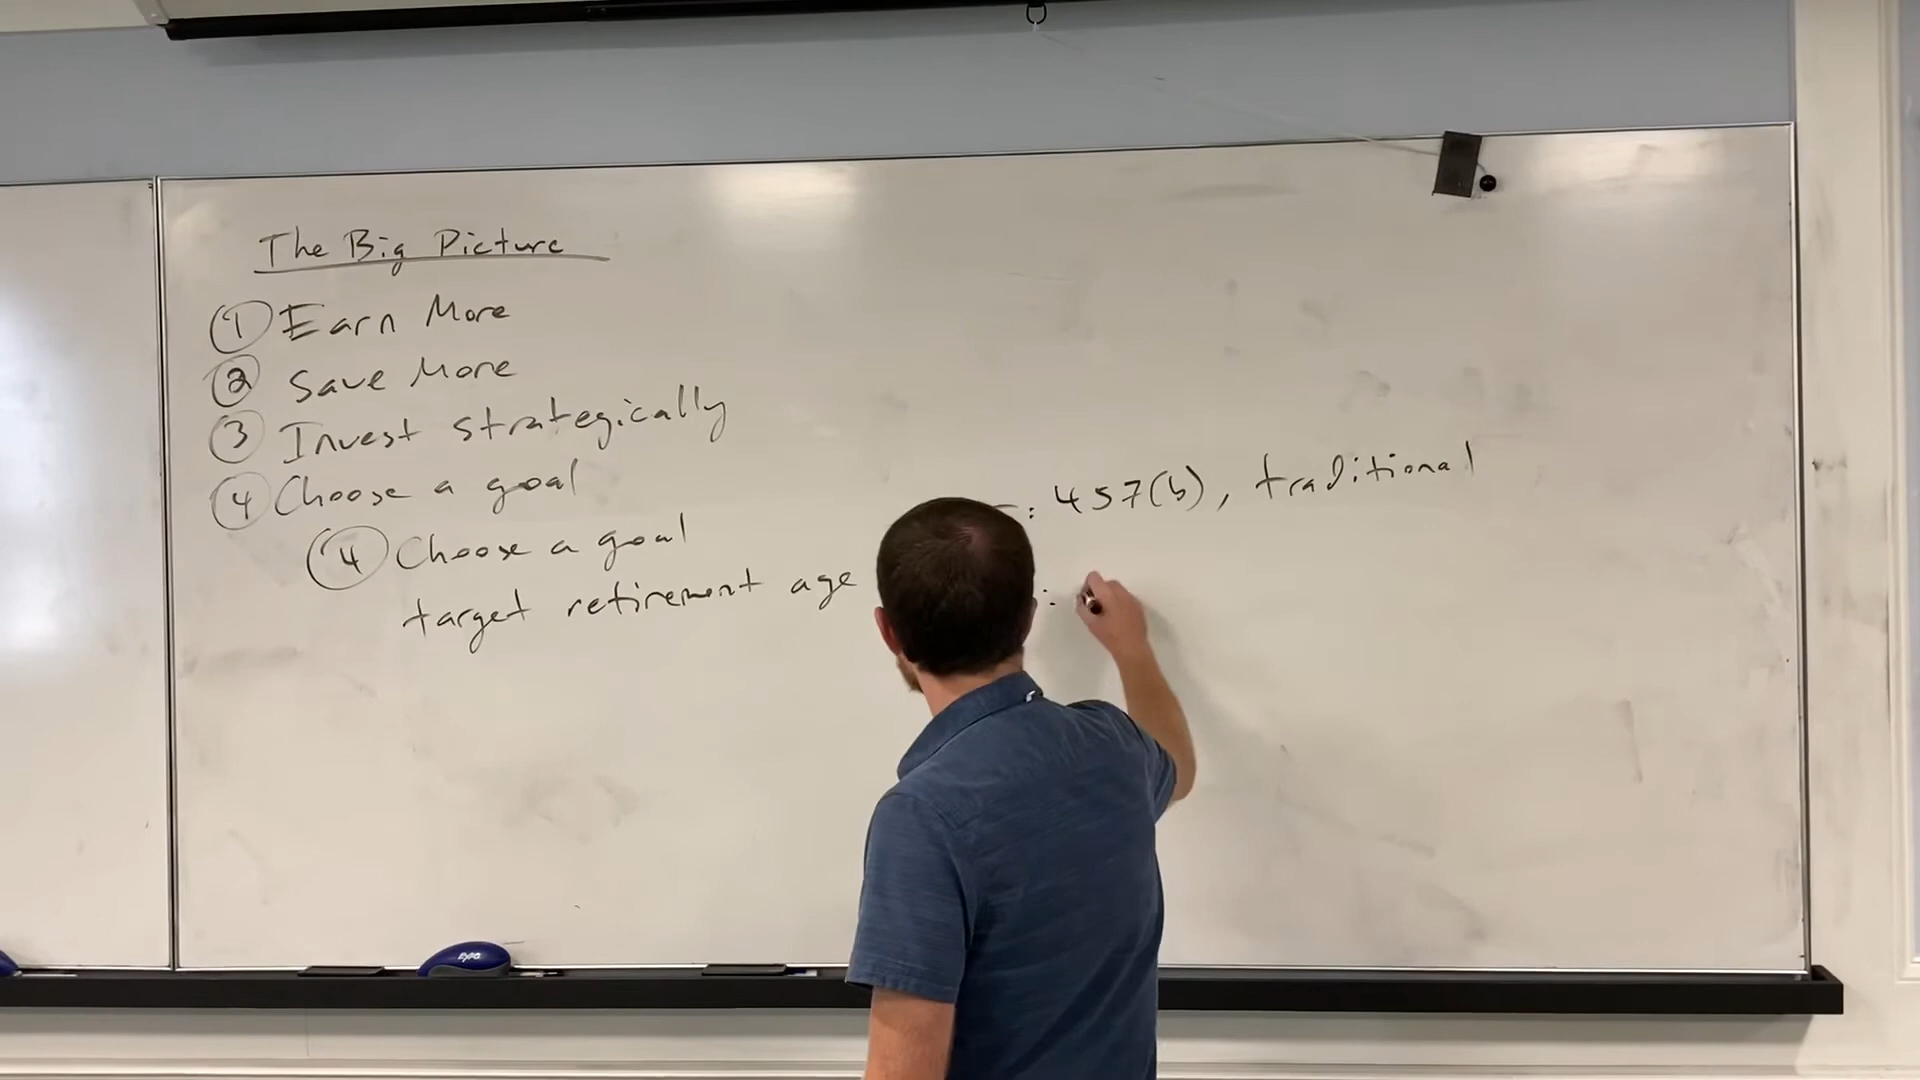 The Big Picture
① Earn More
② Save More
③ Invest strategically
④ Choose a goal
④ Choose a goal
target retirement age
: 457(b), traditional
:
EXPO